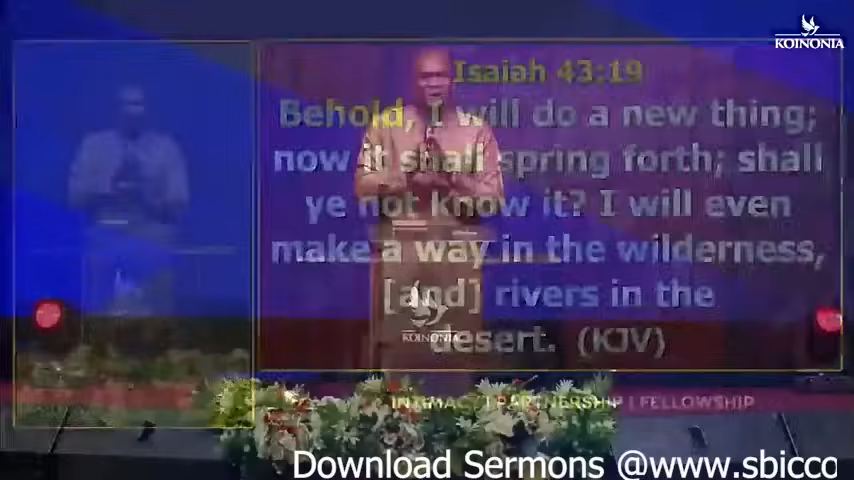 KOINONIA
Isaiah 43:19
Behold, I will do a new thing;
now it shall spring forth; shall
ye not know it? I will even
make a way in the wilderness,
[and] rivers in the
desert. (KJV)
KOINONIA
INTIMACY | PARTNERSHIP | FELLOWSHIP
Download Sermons @www.sbicco